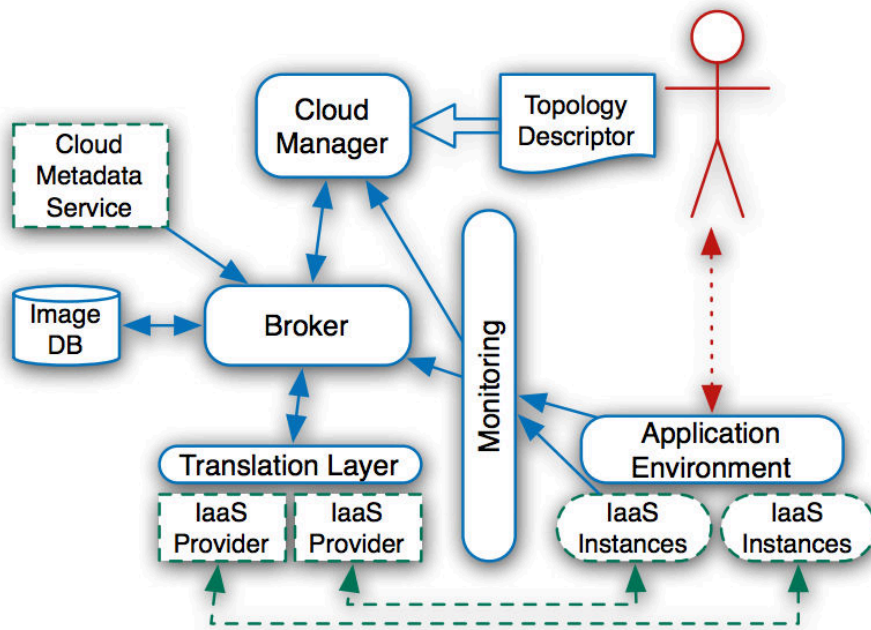 Cloud
Manager
Topology
Descriptor
Cloud
Metadata
Service
Image
DB
Broker
Monitoring
Translation Layer
Application
Environment
IaaS
Provider
IaaS
Provider
IaaS
Instances
IaaS
Instances